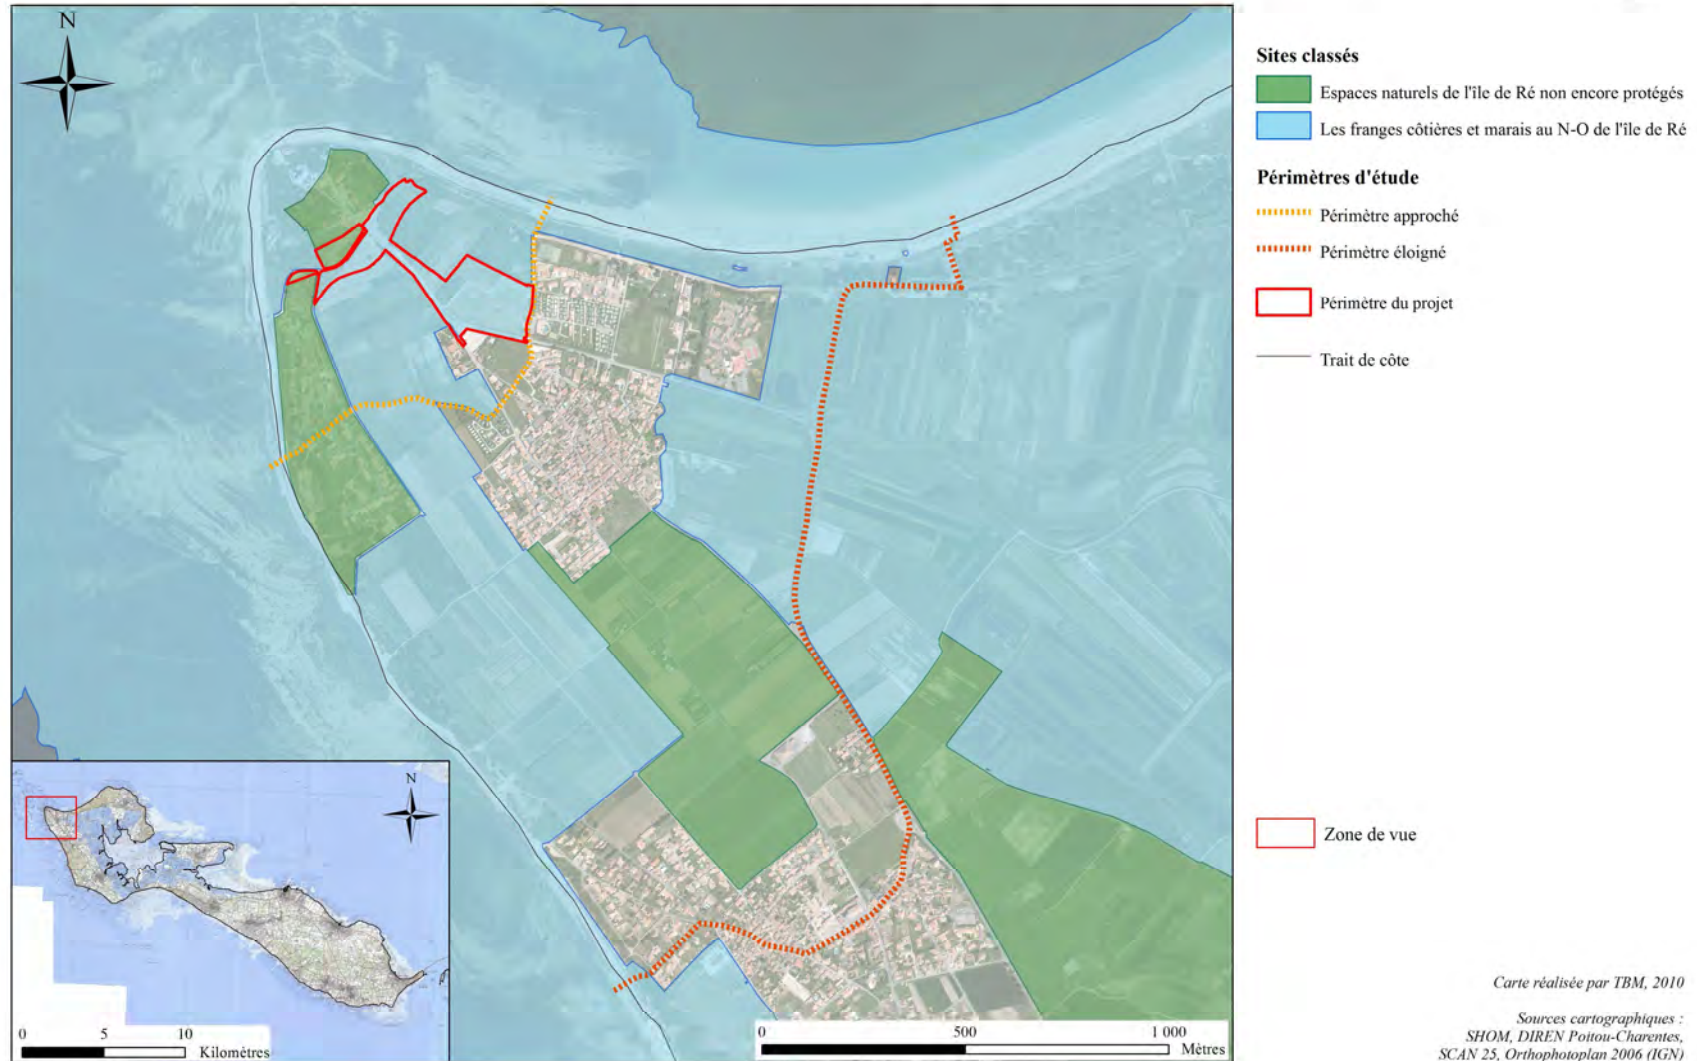 N
Sites classés
Espaces naturels de l'île de Ré non encore protégés
Les franges côtières et marais au N-O de l'île de Ré
Périmètres d'étude
Périmètre approché
Périmètre éloigné
Périmètre du projet
Trait de côte
N
Zone de vue
0 5 10
Kilomètres
0 500 1 000
Mètres
Carte réalisée par TBM, 2010
Sources cartographiques :
SHOM, DIREN Poitou-Charentes,
SCAN 25, Orthophotoplan 2006 (IGN)